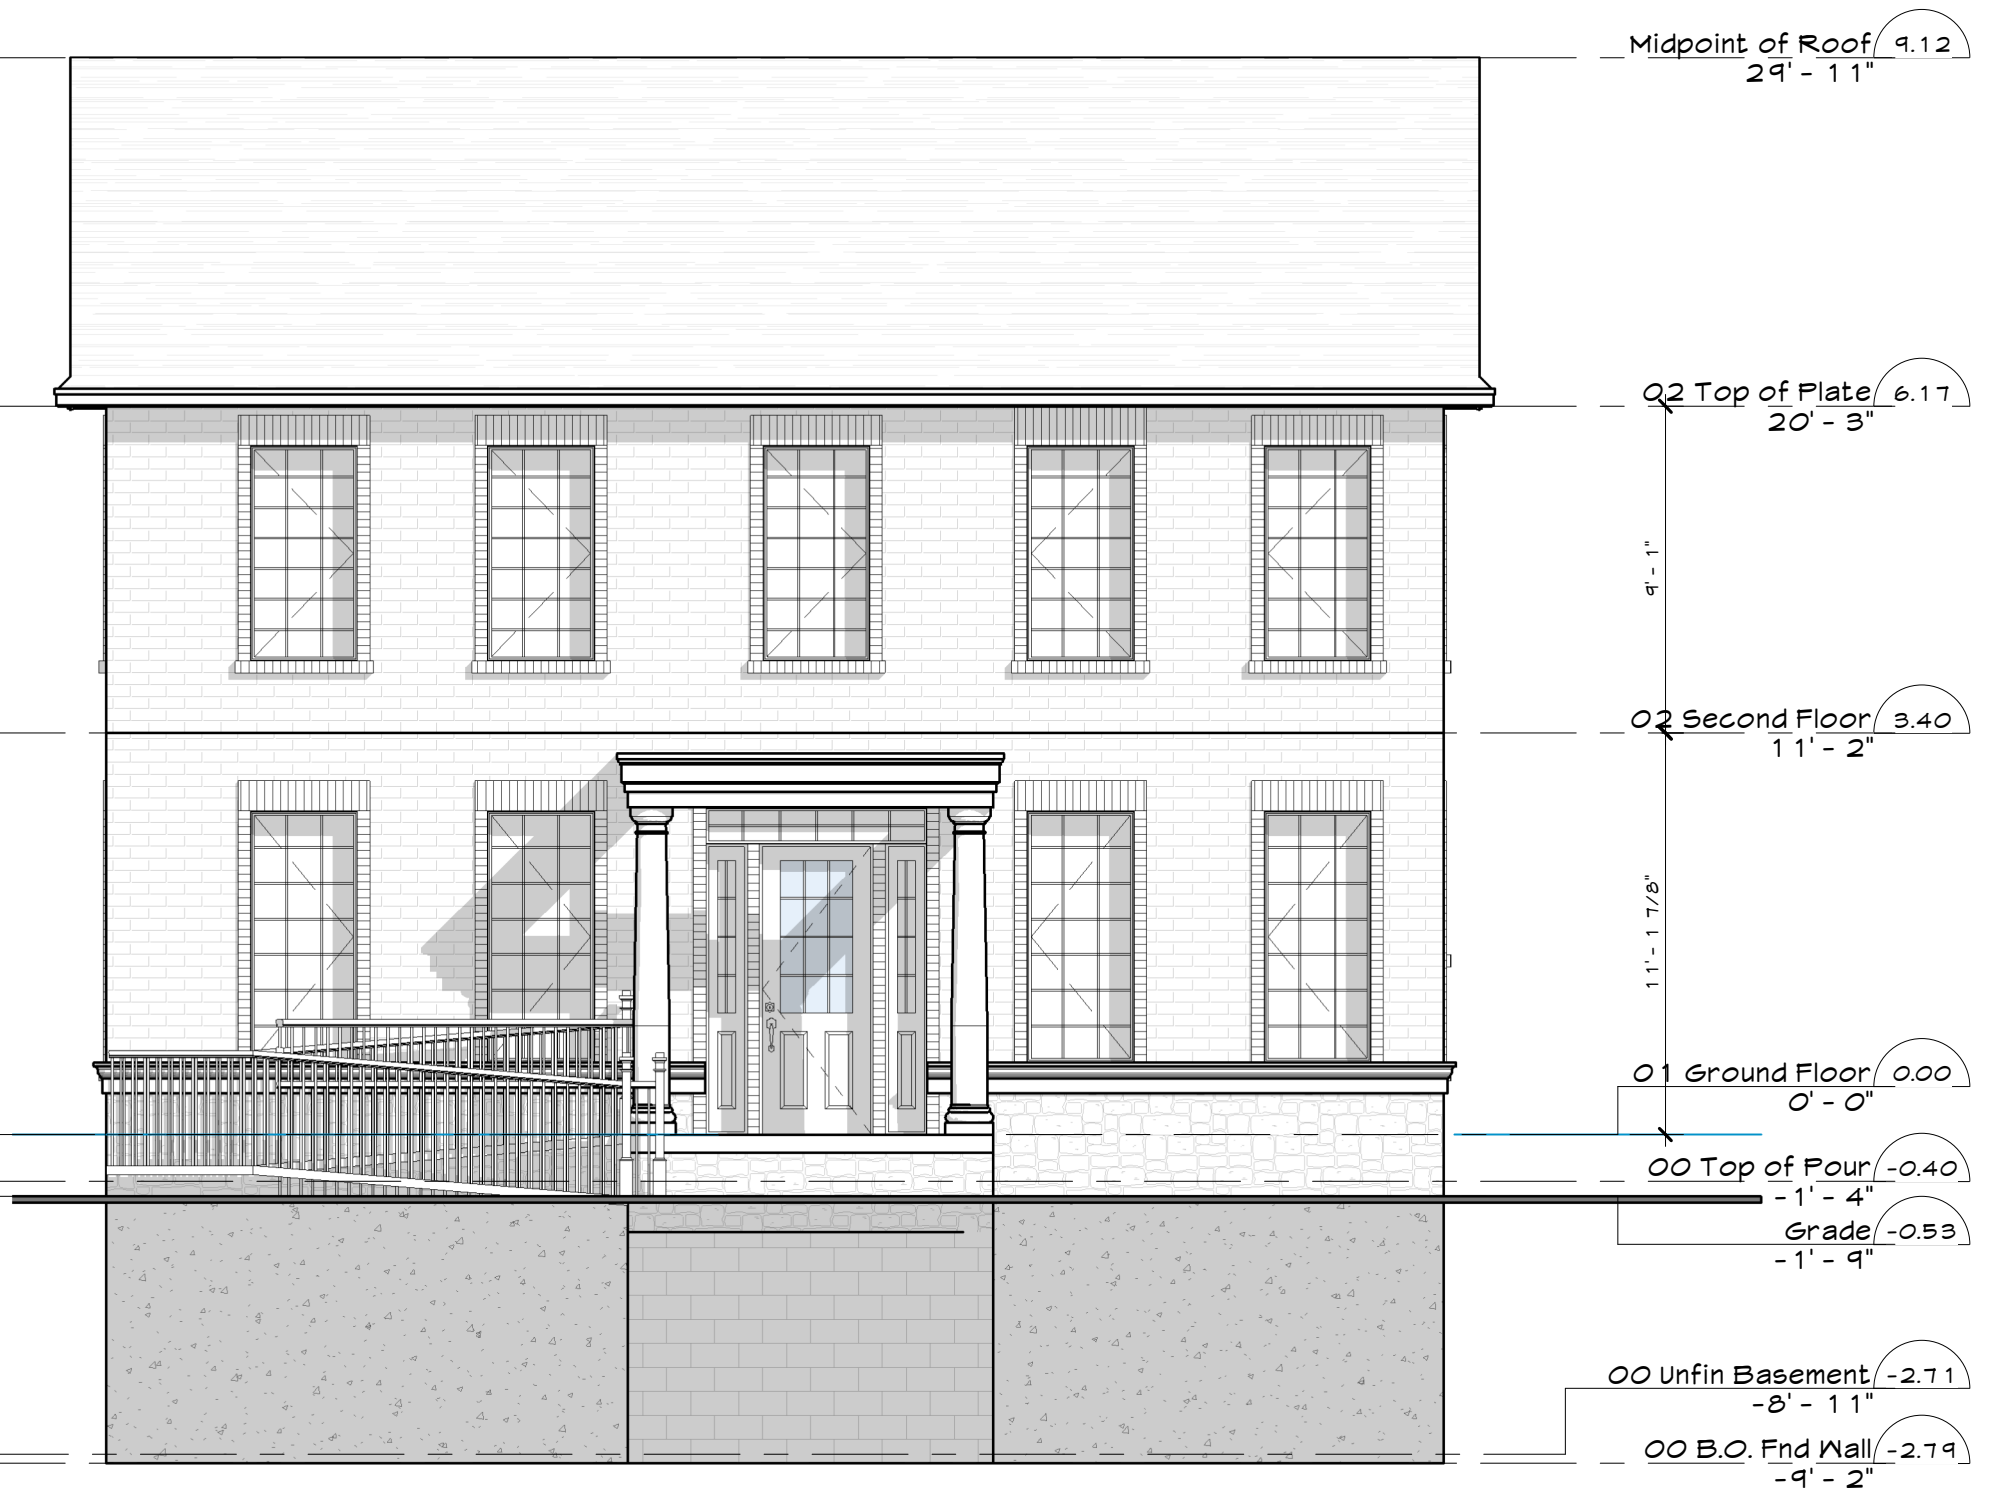 Midpoint of Roof 9.12
29' - 11"
02 Top of Plate 6.17
20' - 3"
9' - 1"
02 Second Floor 3.40
11' - 2"
11' - 1 7/8"
01 Ground Floor 0.00
0' - 0"
00 Top of Pour -0.40
-1' - 4"
Grade -0.53
-1' - 9"
00 Unfin Basement -2.71
-8' - 11"
00 B.O. Fnd Wall -2.79
-9' - 2"